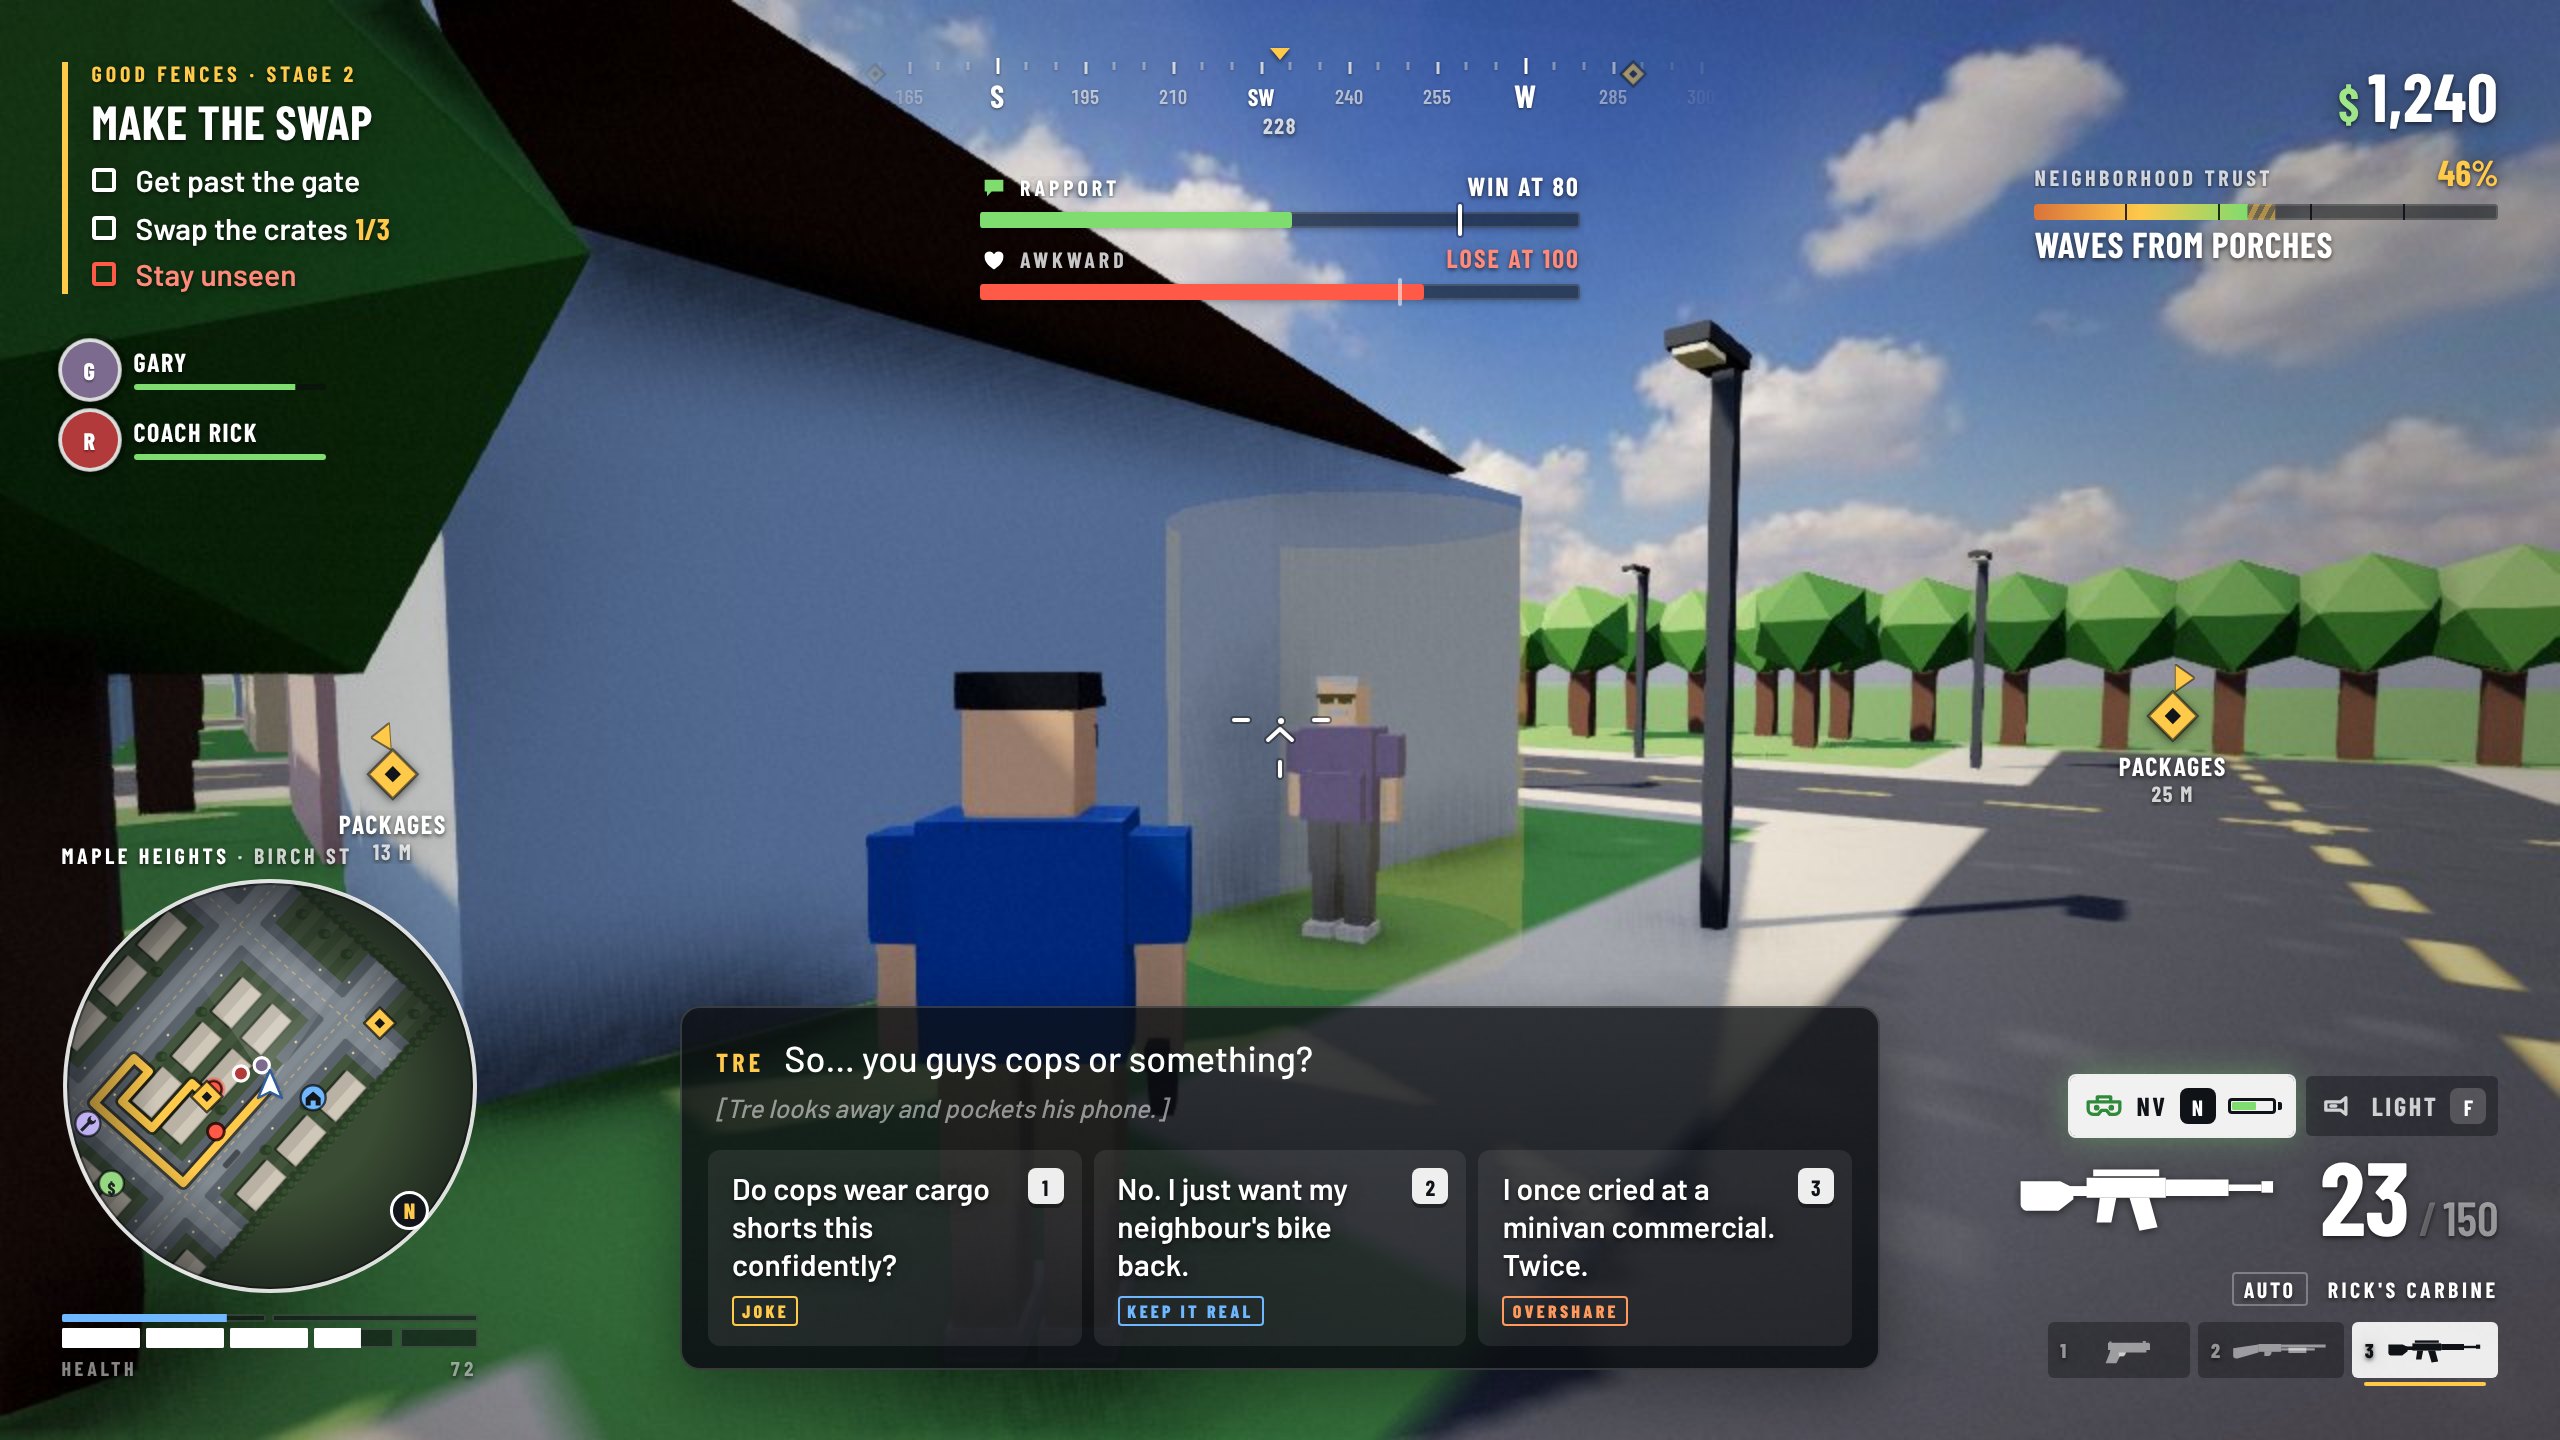 GOOD FENCES · STAGE 2
MAKE THE SWAP
Get past the gate
Swap the crates 1/3
Stay unseen
G GARY
R COACH RICK
165 S 195 210 SW 240 255 W 285 300
228
RAPPORT WIN AT 80
AWKWARD LOSE AT 100
$1,240
NEIGHBORHOOD TRUST 46%
WAVES FROM PORCHES
PACKAGES
13 M
PACKAGES
25 M
MAPLE HEIGHTS · BIRCH ST
$
N
HEALTH 72
TRE So... you guys cops or something?
[Tre looks away and pockets his phone.]
Do cops wear cargo
shorts this
confidently?
1
JOKE
No. I just want my
neighbour's bike
back.
2
KEEP IT REAL
I once cried at a
minivan commercial.
Twice.
3
OVERSHARE
NV N
LIGHT F
23 / 150
AUTO RICK'S CARBINE
1 2 3